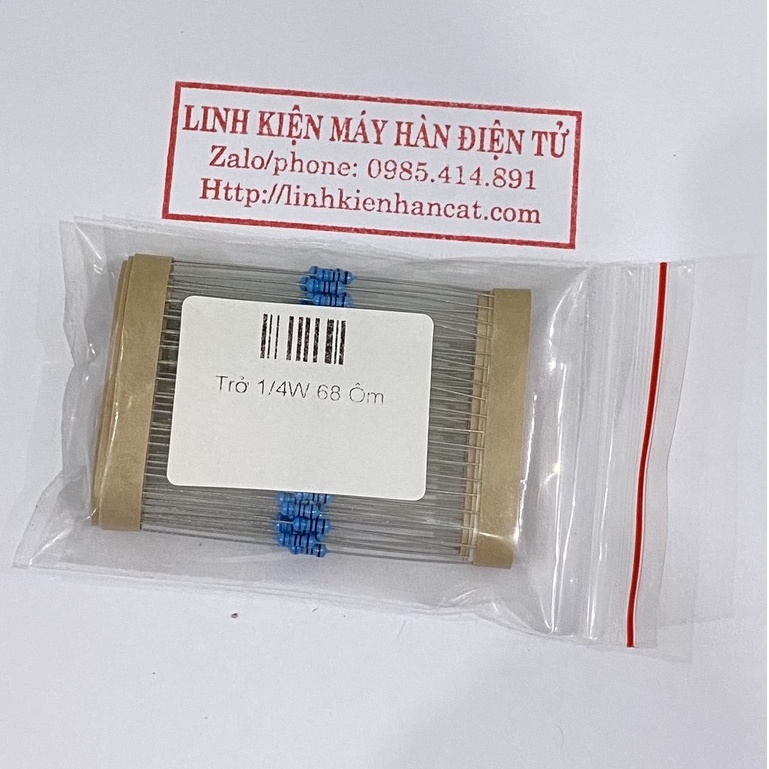 LINH KIỆN MÁY HÀN ĐIỆN TỬ
Zalo/phone: 0985.414.891
Http://linhkienhancat.com
Trở 1/4W 68 Ôm